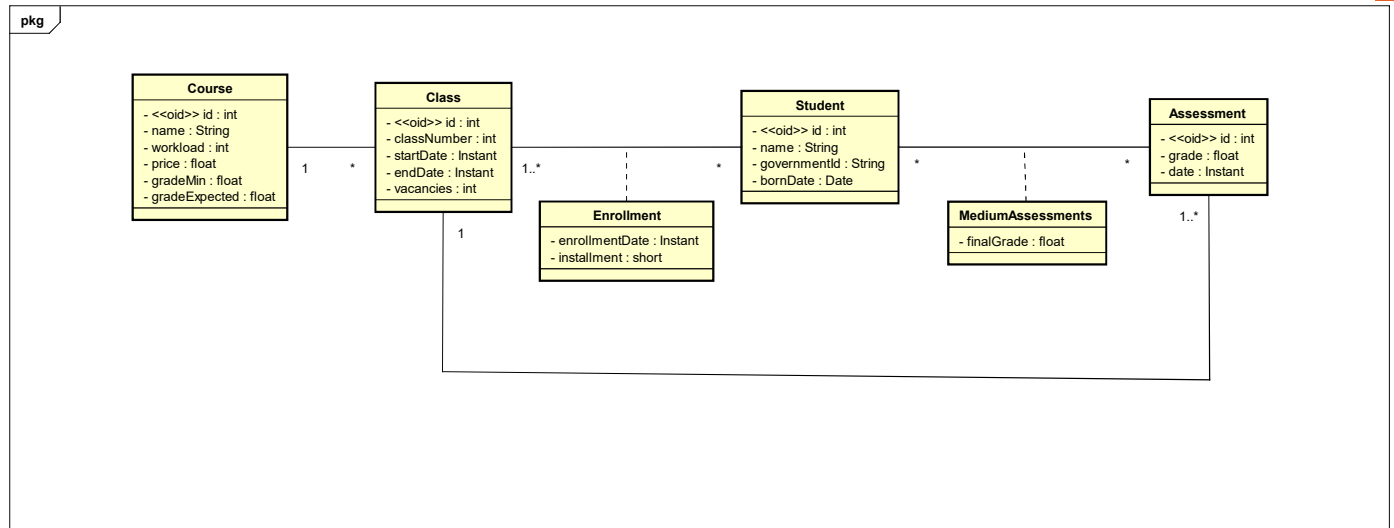 pkg
Course
- <<oid>> id : int
- name : String
- workload : int
- price : float
- gradeMin : float
- gradeExpected : float
1
*
Class
- <<oid>> id : int
- classNumber : int
- startDate : Instant
- endDate : Instant
- vacancies : int
1..*
*
1
Enrollment
- enrollmentDate : Instant
- installment : short
Student
- <<oid>> id : int
- name : String
- governmentId : String
- bornDate : Date
*
*
MediumAssessments
- finalGrade : float
Assessment
- <<oid>> id : int
- grade : float
- date : Instant
1..*